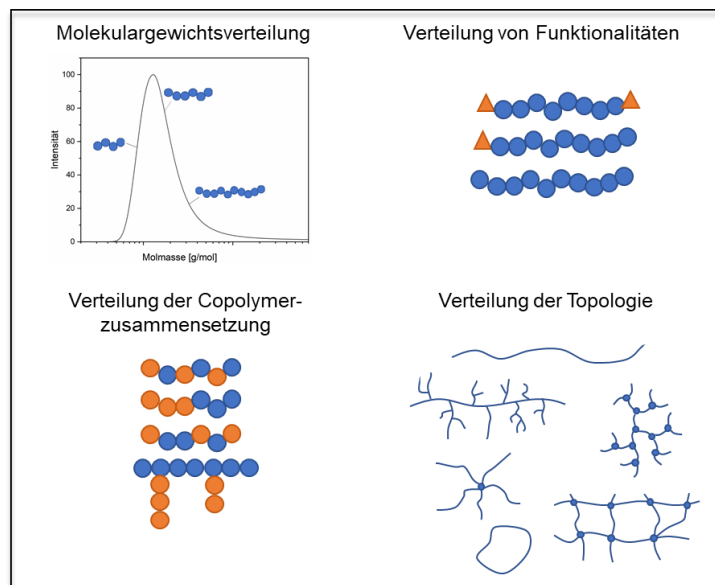 Molekulargewichtsverteilung
100
80
60
40
20
0
Intensität
Molmasse [g/mol]
Verteilung von Funktionalitäten
Verteilung der Copolymer-
zusammensetzung
Verteilung der Topologie